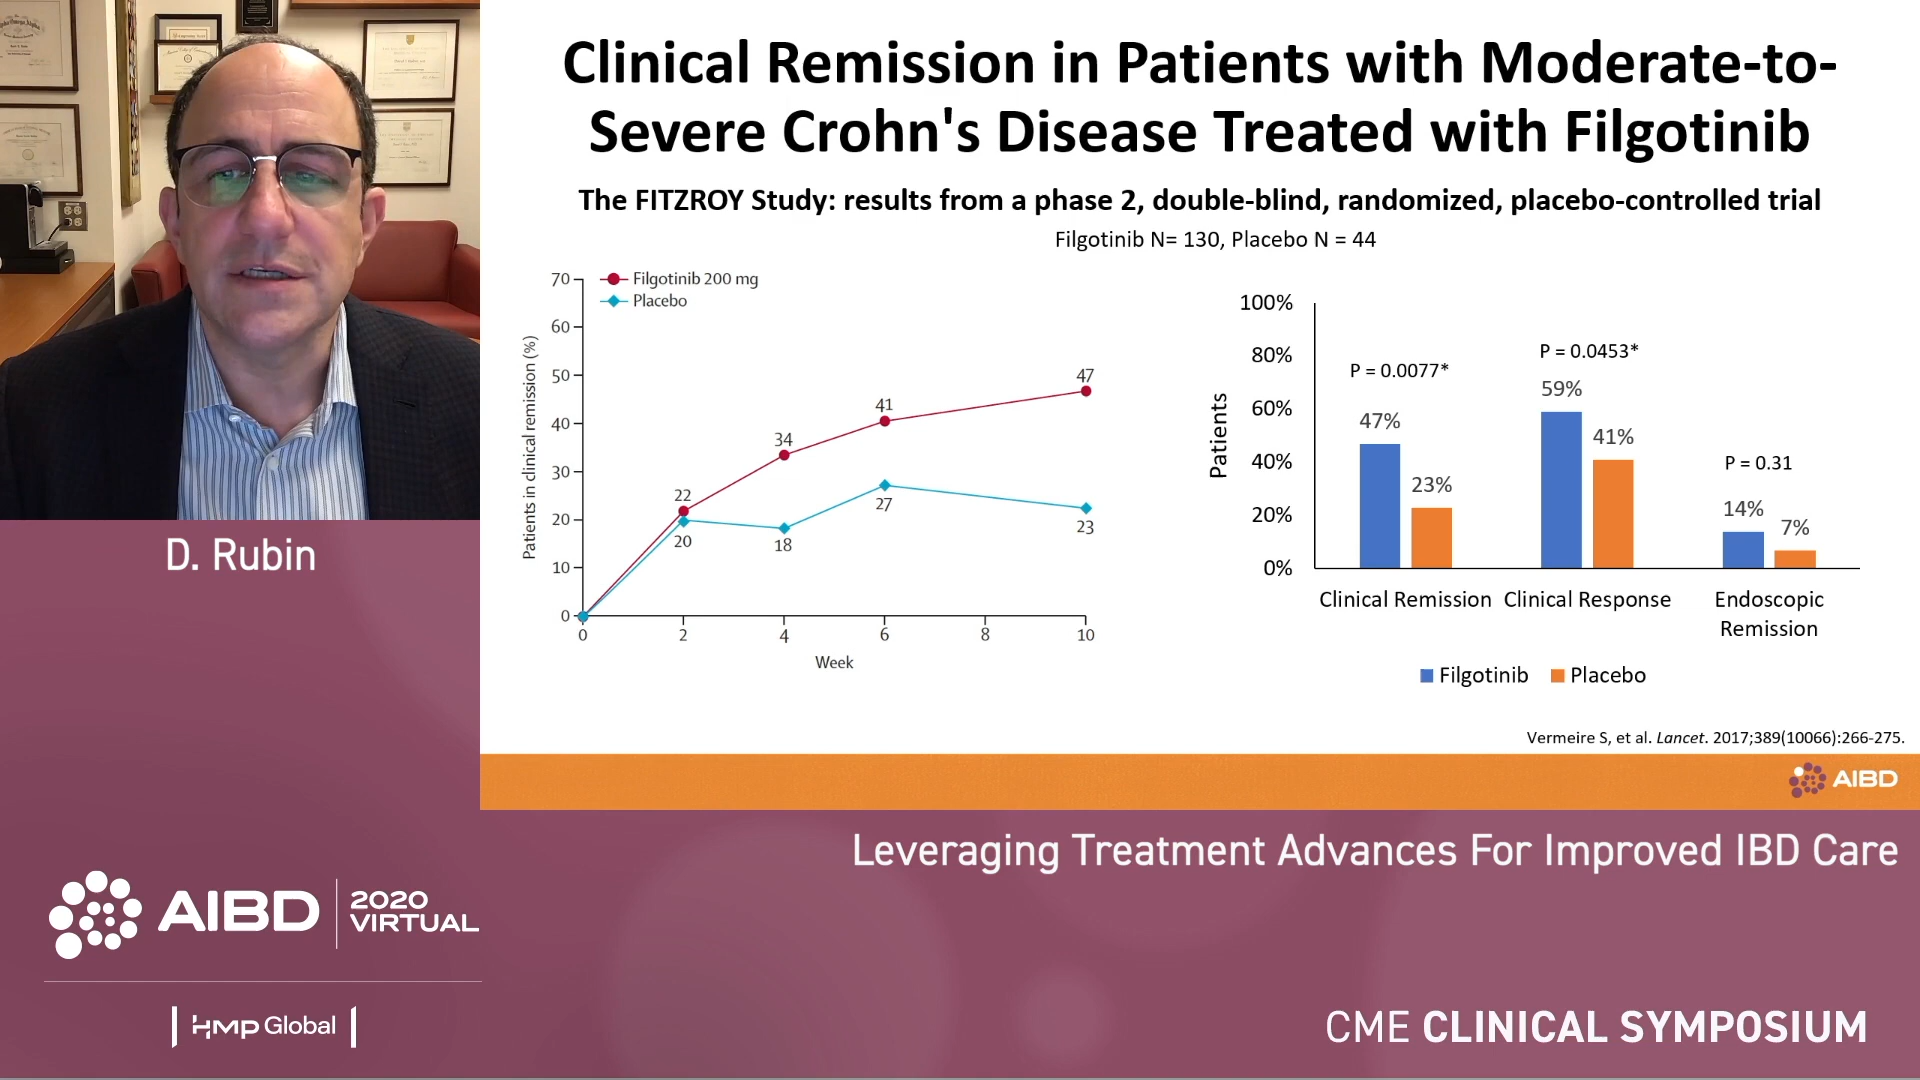 Clinical Remission in Patients with Moderate-to-
Severe Crohn's Disease Treated with Filgotinib
The FITZROY Study: results from a phase 2, double-blind, randomized, placebo-controlled trial
Filgotinib N= 130, Placebo N = 44
Filgotinib 200 mg
Placebo
Patients in clinical remission (%)
70
60
50
40
30
20
10
0
47
41
34
22
20
18
27
23
0 2 4 6 8 10
Week
Patients
100%
80%
60%
40%
20%
0%
P = 0.0077*
P = 0.0453*
P = 0.31
47%
23%
59%
41%
14%
7%
Clinical Remission Clinical Response Endoscopic
Remission
Filgotinib Placebo
Vermeire S, et al. Lancet. 2017;389(10066):266-275.
AIBD
D. Rubin
Leveraging Treatment Advances For Improved IBD Care
AIBD 2020
VIRTUAL
HMP Global
CME CLINICAL SYMPOSIUM